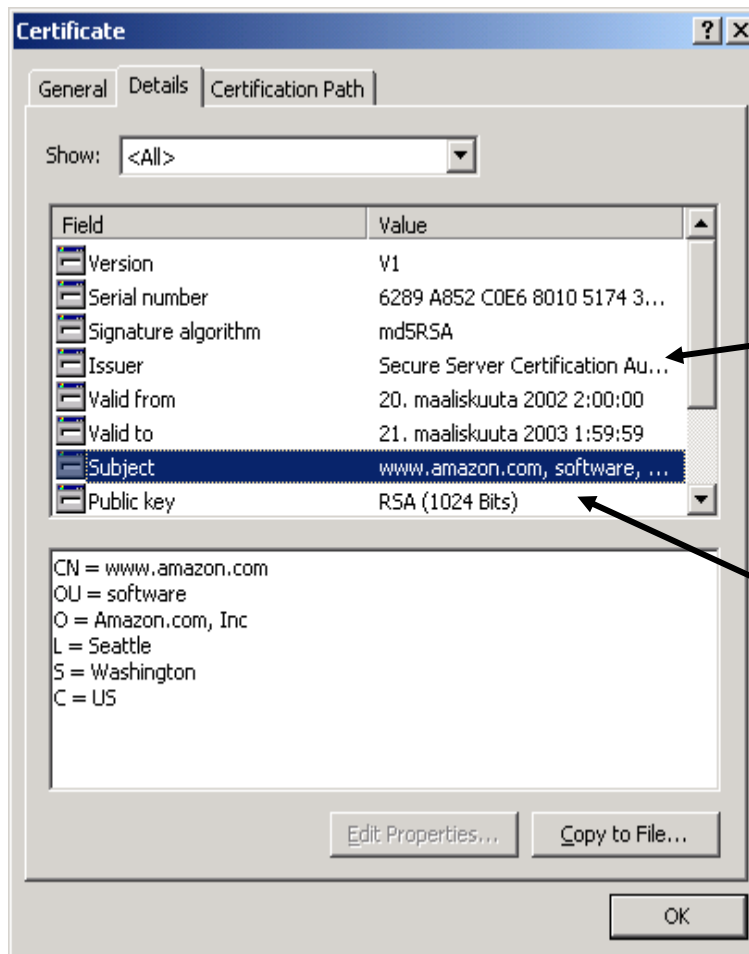 Certificate
General Details Certification Path
Show: <All>
Field Value
Version V1
Serial number 6289 A852 C0E6 8010 5174 3...
Signature algorithm md5RSA
Issuer Secure Server Certification Au...
Valid from 20. maaliskuuta 2002 2:00:00
Valid to 21. maaliskuuta 2003 1:59:59
Subject www.amazon.com, software, ...
Public key RSA (1024 Bits)
CN = www.amazon.com
OU = software
O = Amazon.com, Inc
L = Seattle
S = Washington
C = US
Edit Properties... Copy to File...
OK